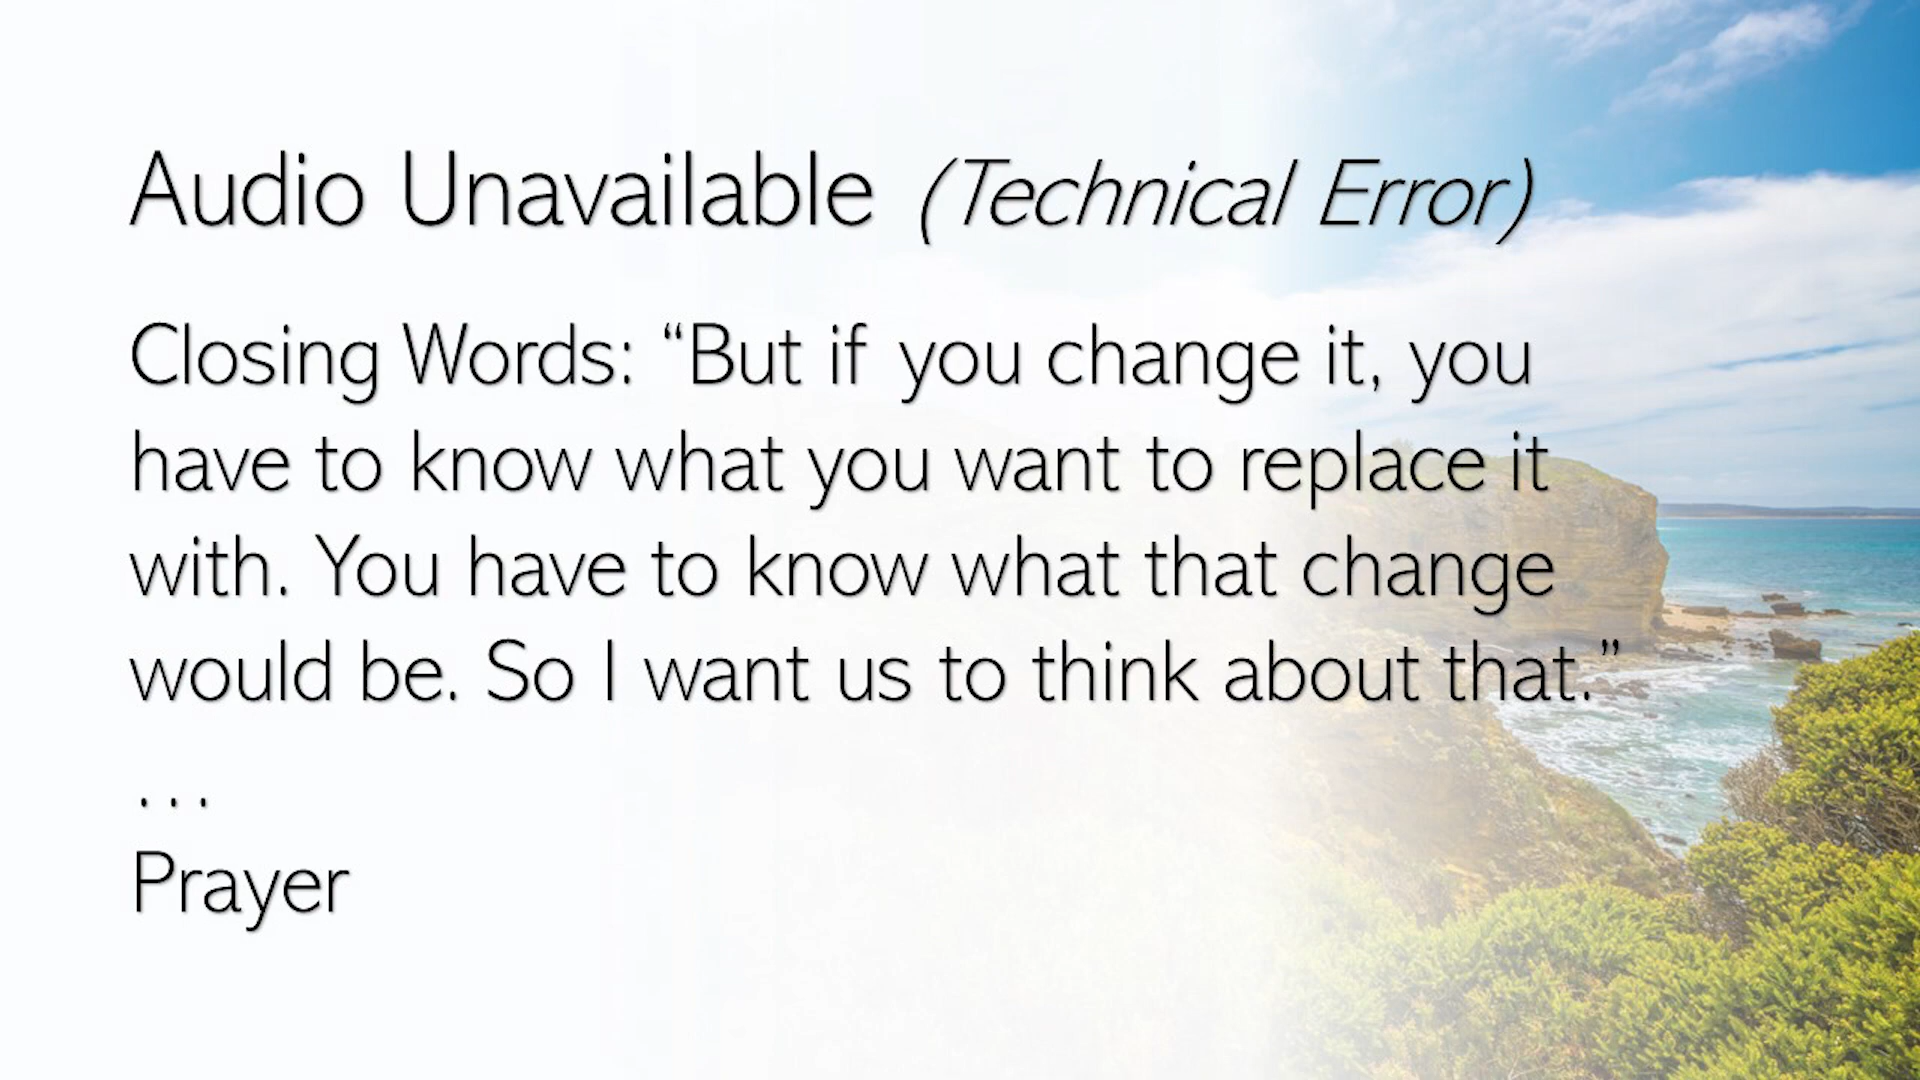 Audio Unavailable (Technical Error)
Closing Words: “But if you change it, you
have to know what you want to replace it
with. You have to know what that change
would be. So I want us to think about that.”
...
Prayer